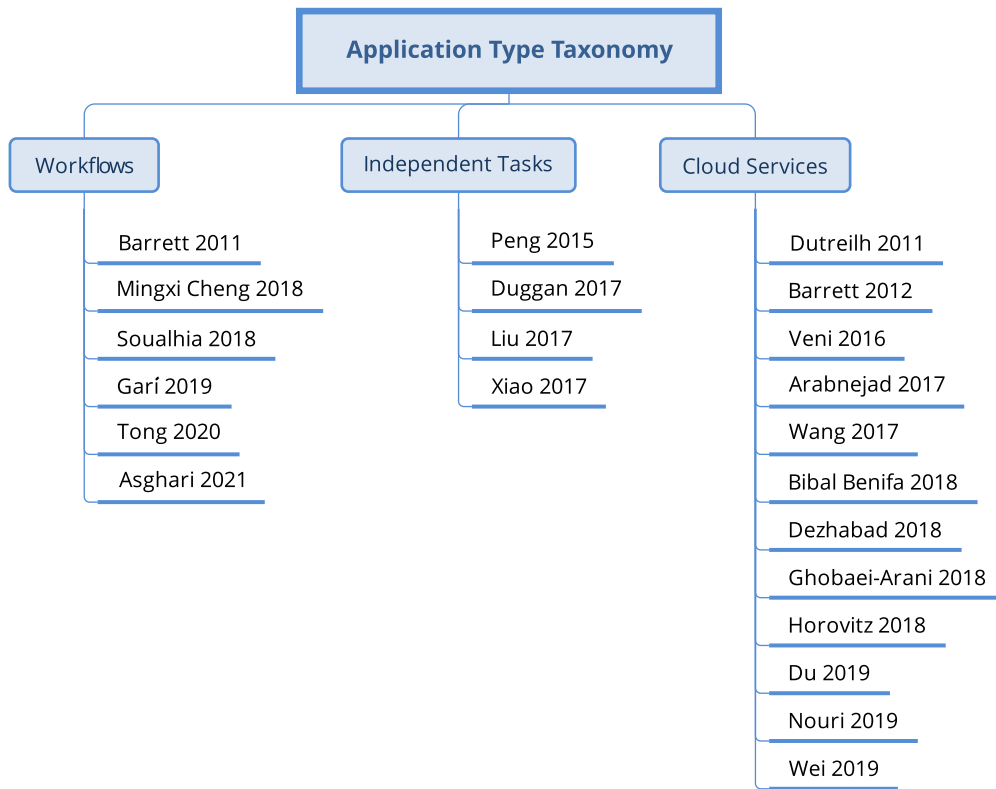 Application Type Taxonomy
Workflows
Independent Tasks
Cloud Services
Barrett 2011
Mingxi Cheng 2018
Soualhia 2018
Garí 2019
Tong 2020
Asghari 2021
Peng 2015
Duggan 2017
Liu 2017
Xiao 2017
Dutreilh 2011
Barrett 2012
Veni 2016
Arabnejad 2017
Wang 2017
Bibal Benifa 2018
Dezhabad 2018
Ghobaei-Arani 2018
Horovitz 2018
Du 2019
Nouri 2019
Wei 2019